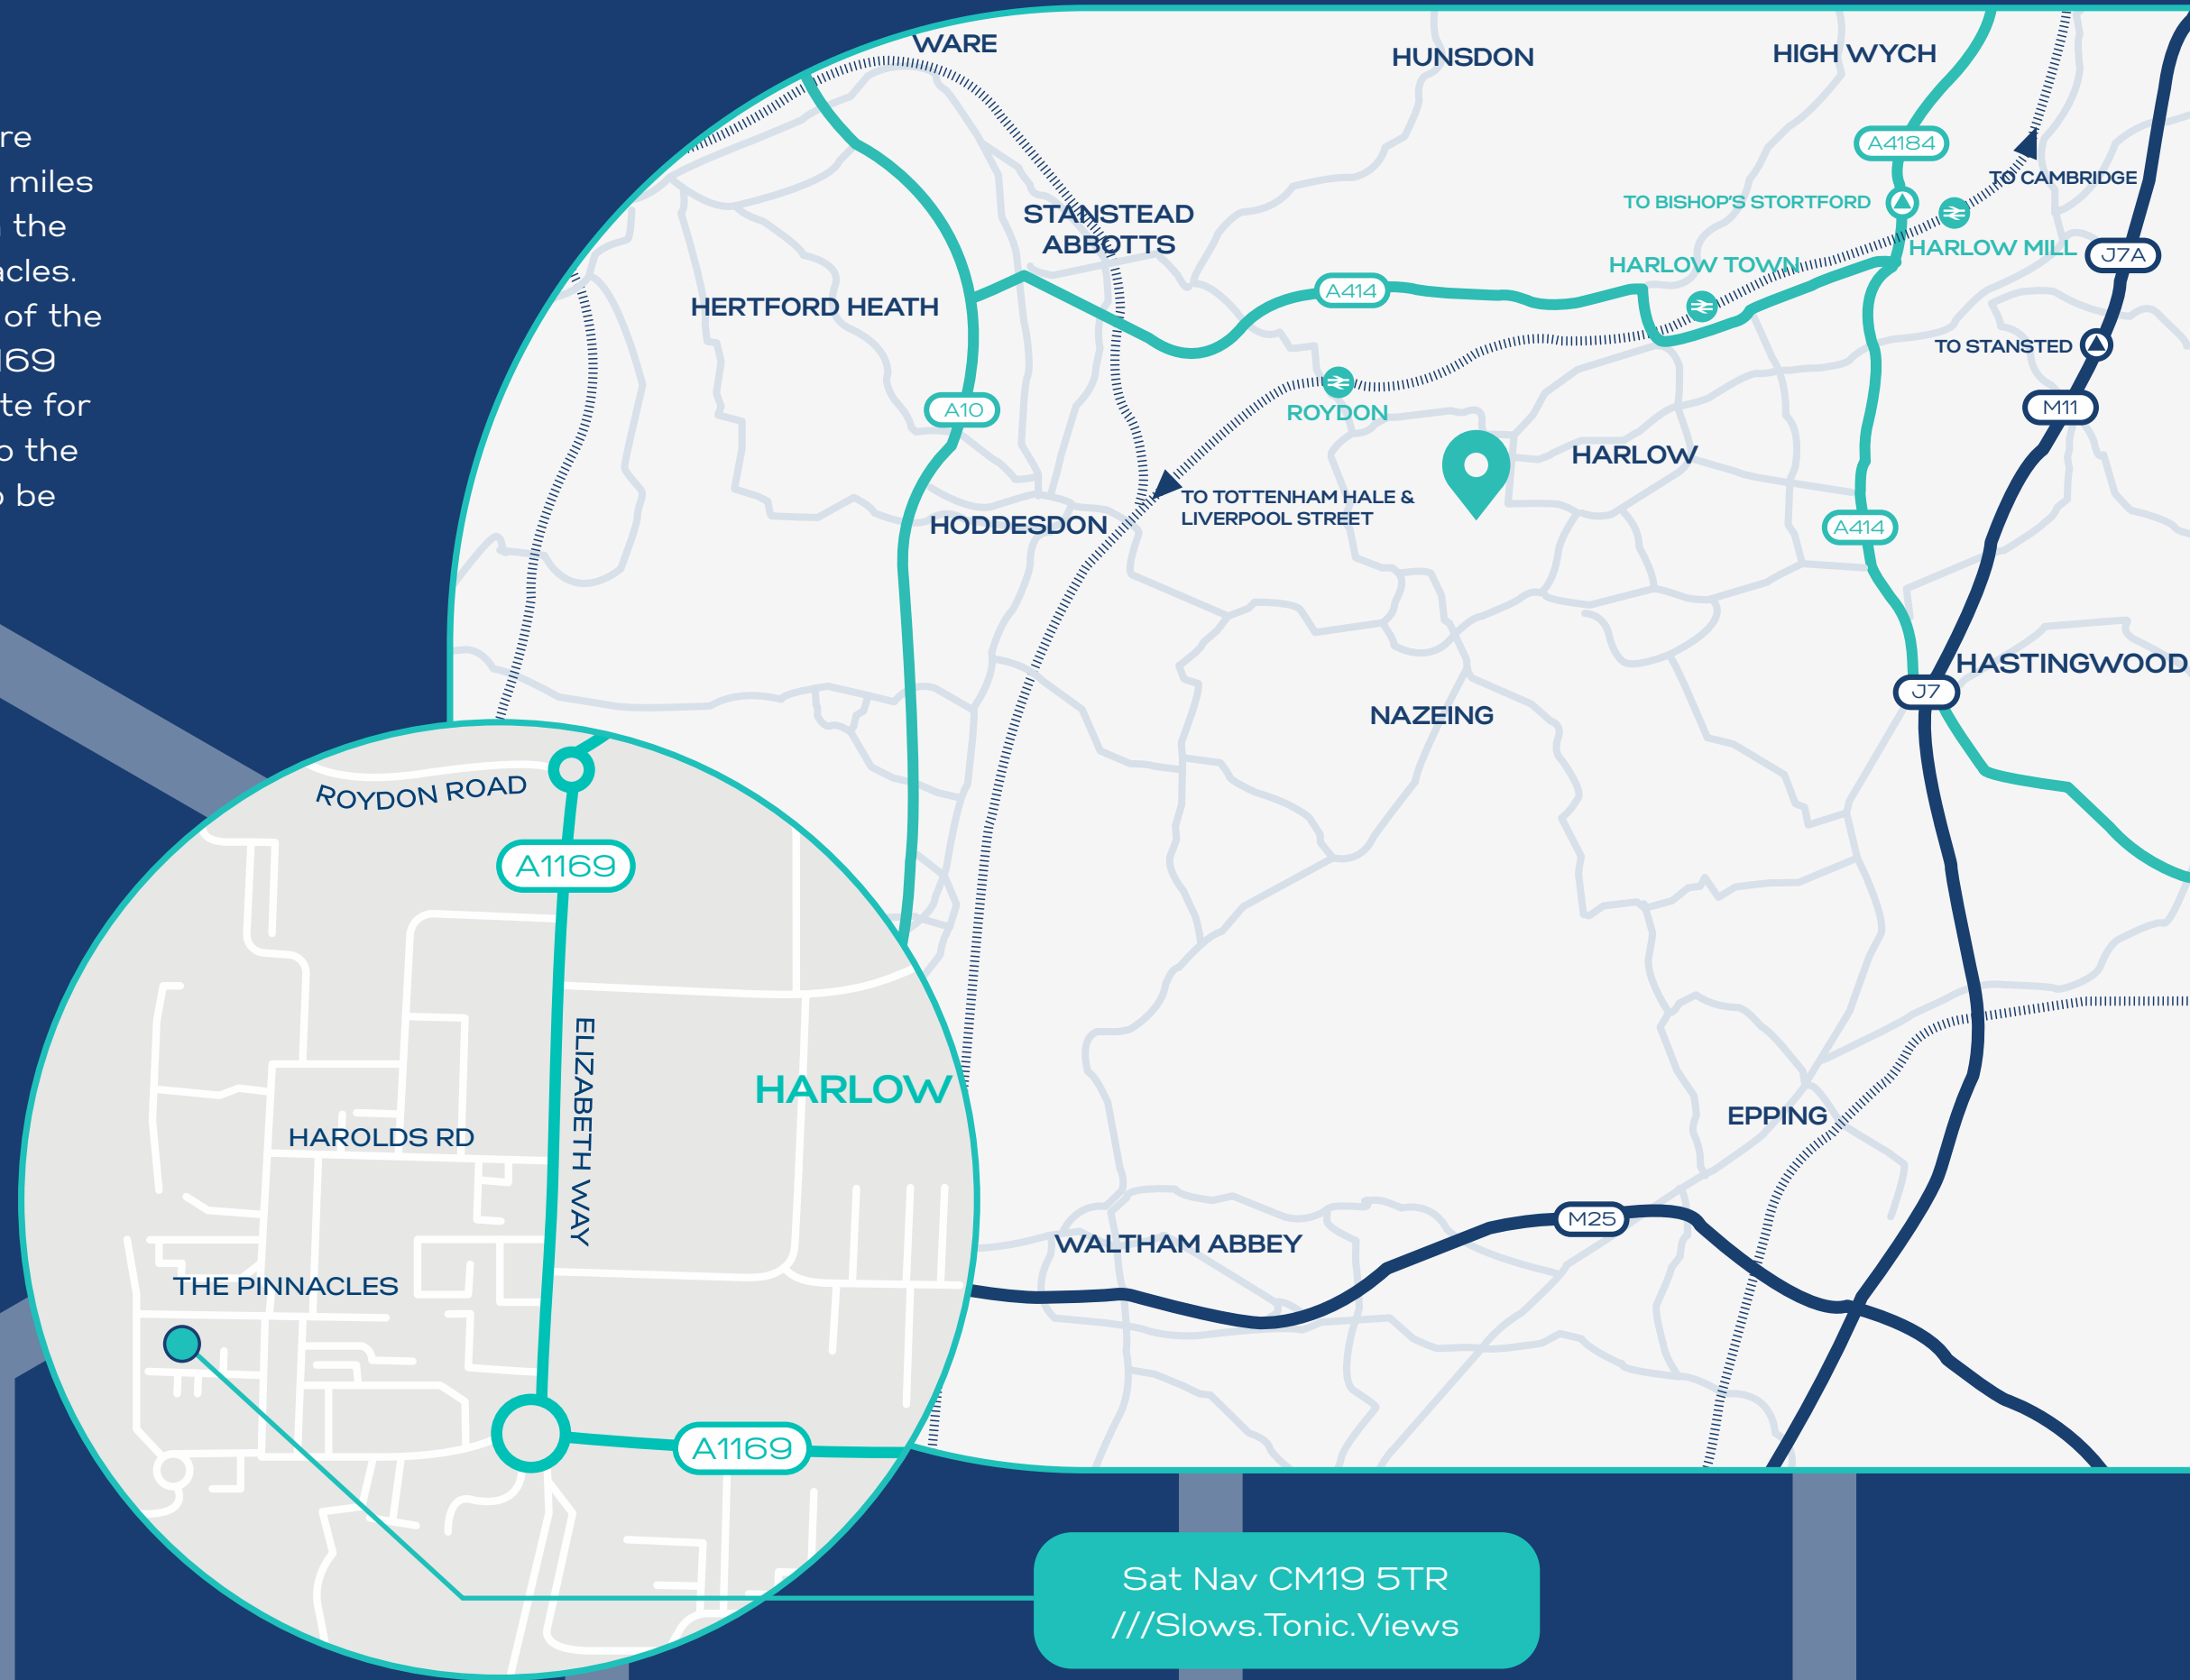 re
miles
the
acles.
of the
169
te for
o the
o be
WARE
HUNSDON
HIGH WYCH
A4184
TO CAMBRIDGE
TO BISHOP'S STORTFORD
STANSTEAD
ABBOTTS
HARLOW MILL
J7A
HARLOW TOWN
A414
HERTFORD HEATH
TO STANSTED
A10
ROYDON
M11
HARLOW
TO TOTTENHAM HALE &
LIVERPOOL STREET
HODDESDON
A414
HASTINGWOOD
J7
NAZEING
ROYDON ROAD
A1169
ELIZABETH WAY
HARLOW
EPPING
HAROLDS RD
M25
WALTHAM ABBEY
THE PINNACLES
A1169
Sat Nav CM19 5TR
///Slows.Tonic.Views